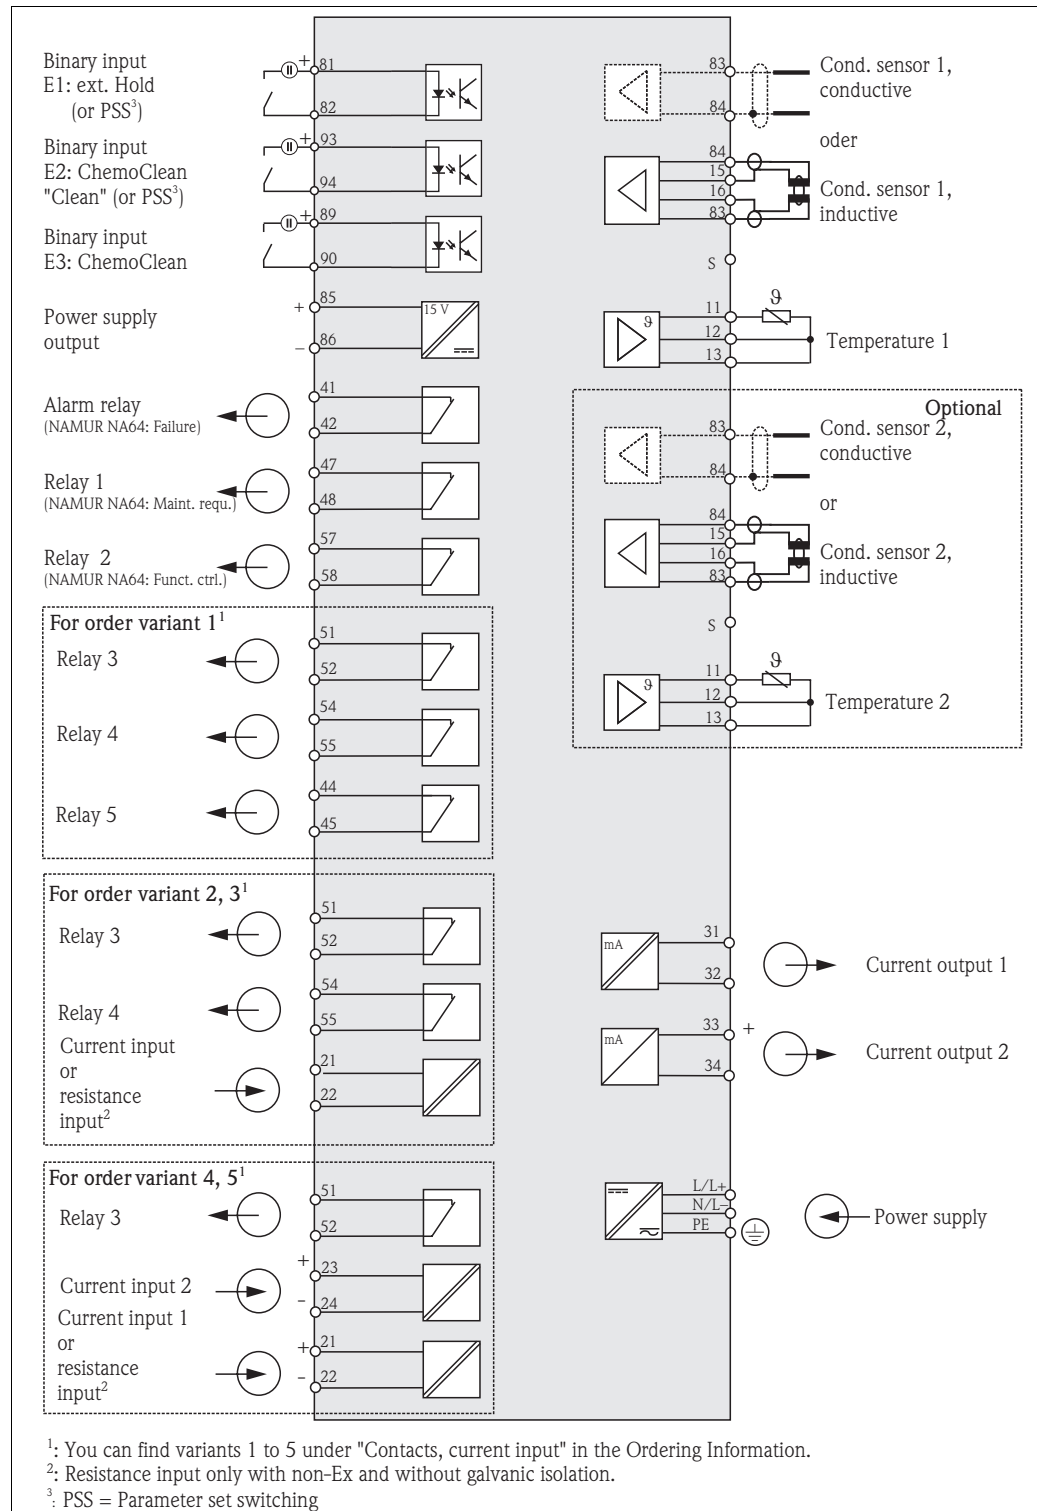 Binary input
E1: ext. Hold
(or PSS³)
+
81
82
Binary input
E2: ChemoClean
"Clean" (or PSS³)
+
93
94
Binary input
E3: ChemoClean
+
89
90
Power supply
output
+
85
–
86
15 V
Alarm relay
(NAMUR NA64: Failure)
41
42
Relay 1
(NAMUR NA64: Maint. requ.)
47
48
Relay 2
(NAMUR NA64: Funct. ctrl.)
57
58
For order variant 1¹
Relay 3
51
52
Relay 4
54
55
Relay 5
44
45
For order variant 2, 3¹
Relay 3
51
52
Relay 4
54
55
Current input
or
resistance
input²
21
22
For order variant 4, 5¹
Relay 3
51
52
Current input 2
+
23
–
24
Current input 1
or
resistance
input²
+
21
–
22
83
84
Cond. sensor 1,
conductive
oder
84
15
16
83
Cond. sensor 1,
inductive
S
ϑ
11
12
13
ϑ
Temperature 1
Optional
83
84
Cond. sensor 2,
conductive
or
84
15
16
83
Cond. sensor 2,
inductive
S
ϑ
11
12
13
ϑ
Temperature 2
mA
31
32
Current output 1
mA
33
+
34
Current output 2
L/L+
N/L–
PE
Power supply
¹: You can find variants 1 to 5 under "Contacts, current input" in the Ordering Information.
²: Resistance input only with non-Ex and without galvanic isolation.
³: PSS = Parameter set switching